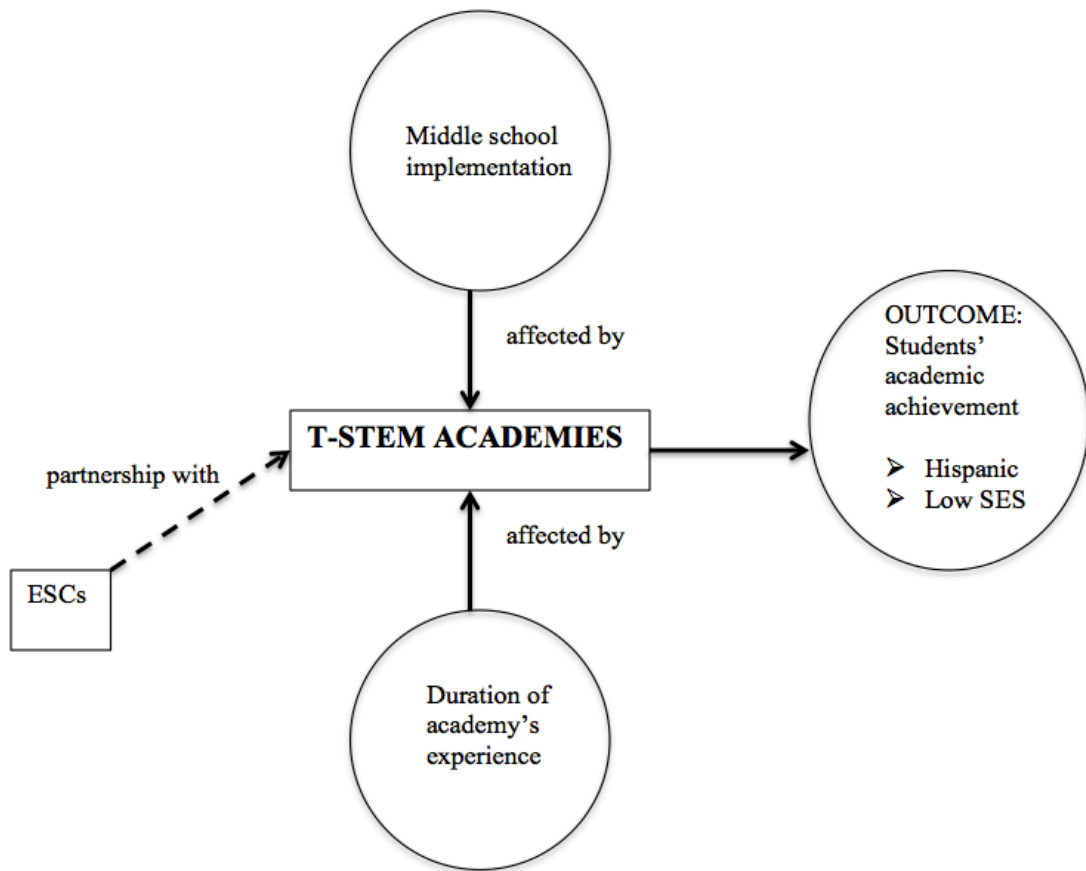 Middle school
implementation
affected by
OUTCOME:
Students’
academic
achievement
➢ Hispanic
➢ Low SES
T-STEM ACADEMIES
partnership with
affected by
ESCs
Duration of
academy’s
experience